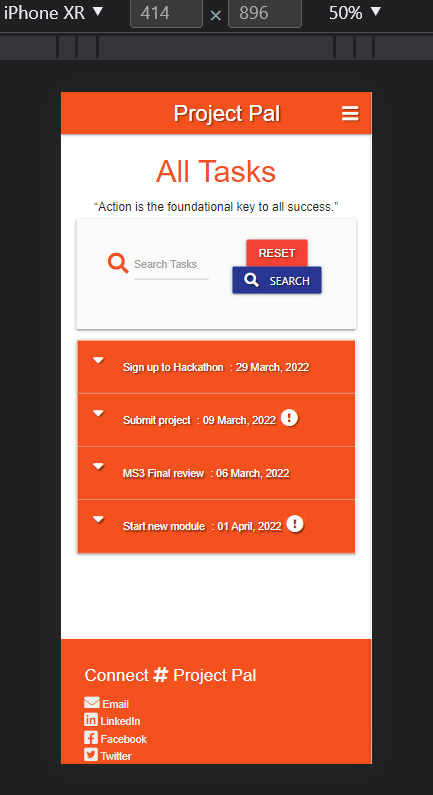 iPhone XR ▼ 414 × 896 50% ▼
Project Pal
All Tasks
“Action is the foundational key to all success.”
Search Tasks
RESET
SEARCH
Sign up to Hackathon : 29 March, 2022
Submit project : 09 March, 2022
MS3 Final review : 06 March, 2022
Start new module : 01 April, 2022
Connect # Project Pal
Email
LinkedIn
Facebook
Twitter